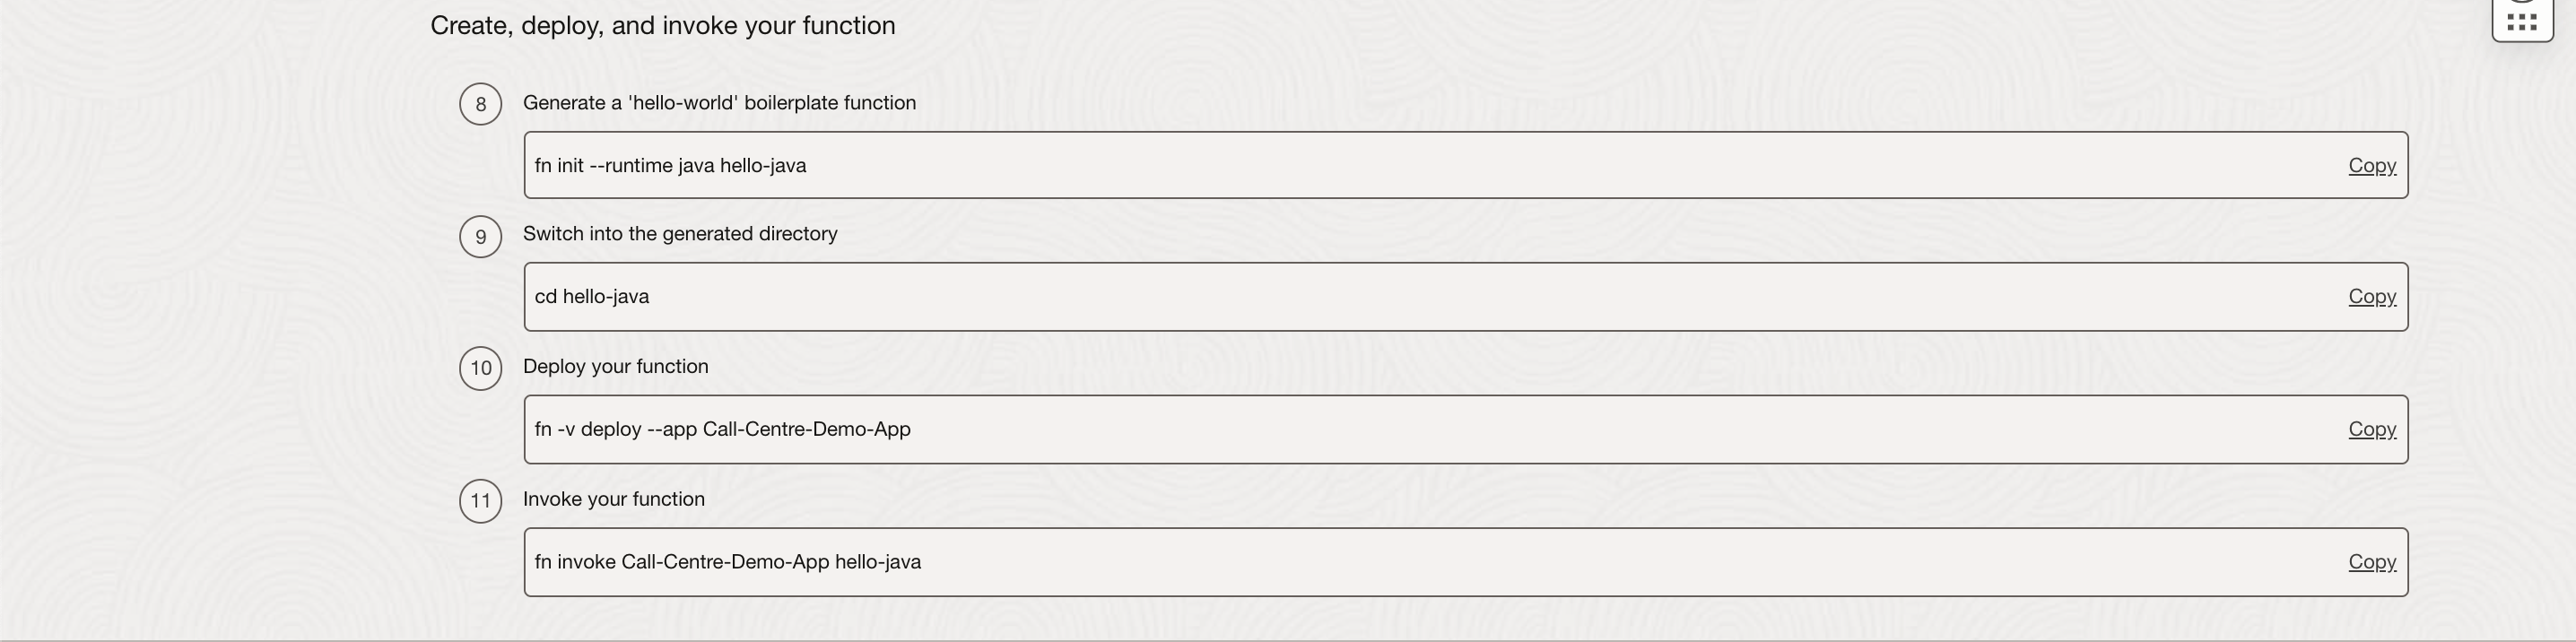 Create, deploy, and invoke your function
8 Generate a 'hello-world' boilerplate function
fn init --runtime java hello-java Copy
9 Switch into the generated directory
cd hello-java Copy
10 Deploy your function
fn -v deploy --app Call-Centre-Demo-App Copy
11 Invoke your function
fn invoke Call-Centre-Demo-App hello-java Copy